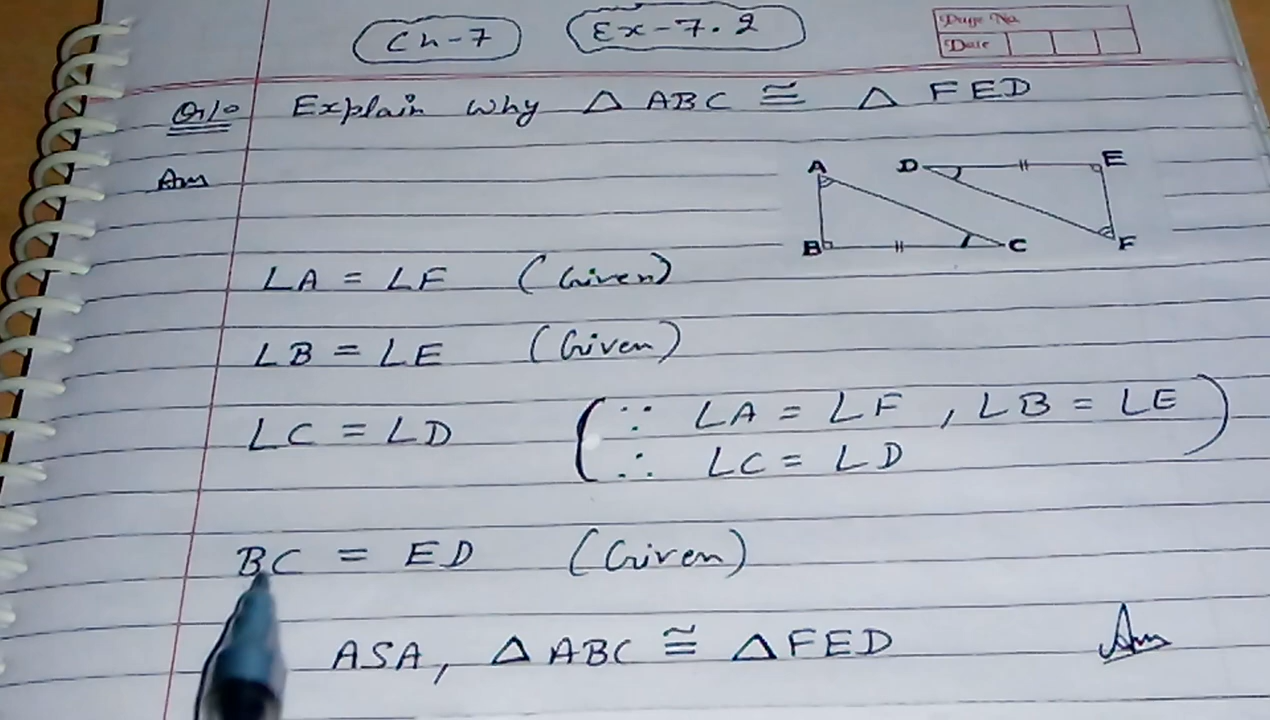 Ch-7 Ex-7.2
Page No.
Date
Q10 Explain why △ ABC ≅ △ FED
Ans
A D E
B C F
∠A = ∠F (Given)
∠B = ∠E (Given)
∠C = ∠D (∵ ∠A = ∠F , ∠B = ∠E)
∴ ∠C = ∠D
BC = ED (Given)
ASA, △ABC ≅ △FED Ans